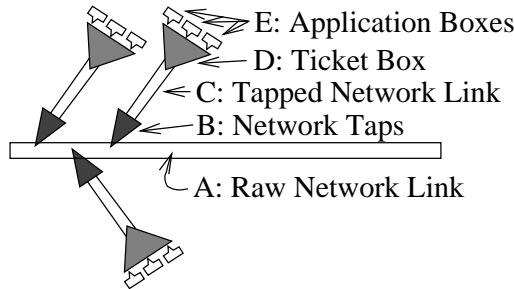 E: Application Boxes
D: Ticket Box
C: Tapped Network Link
B: Network Taps
A: Raw Network Link